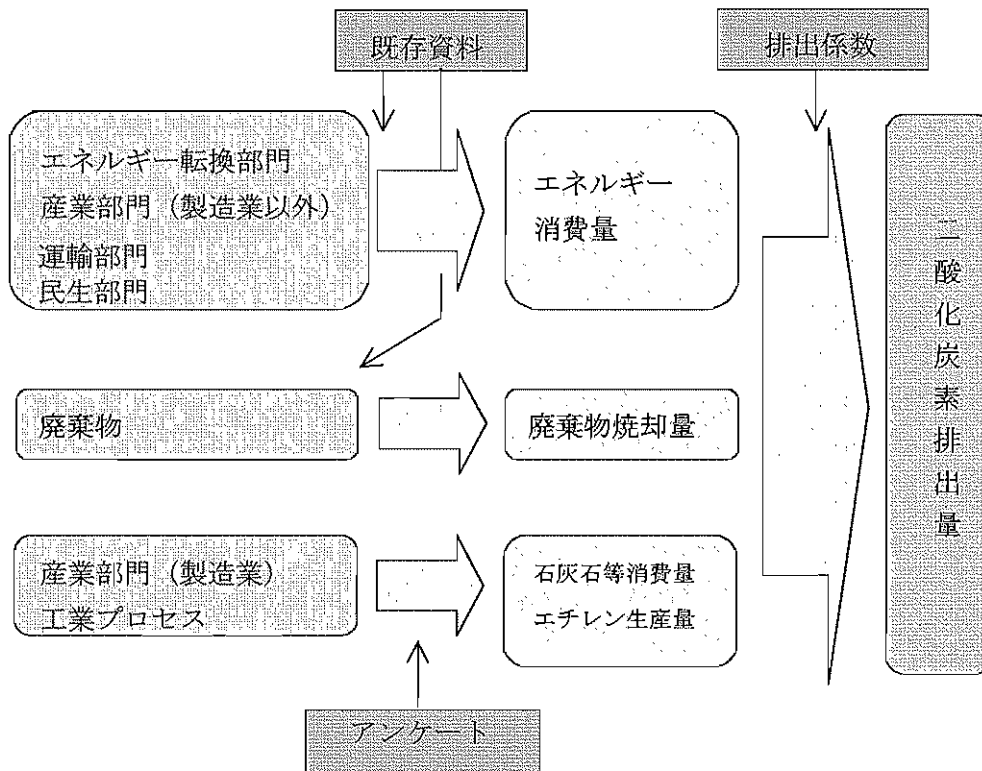 既存資料
排出係数
エネルギー転換部門
産業部門（製造業以外）
運輸部門
民生部門
エネルギー
消費量
廃棄物
廃棄物焼却量
産業部門（製造業）
工業プロセス
石灰石等消費量
エチレン生産量
アンケート
二酸化炭素排出量